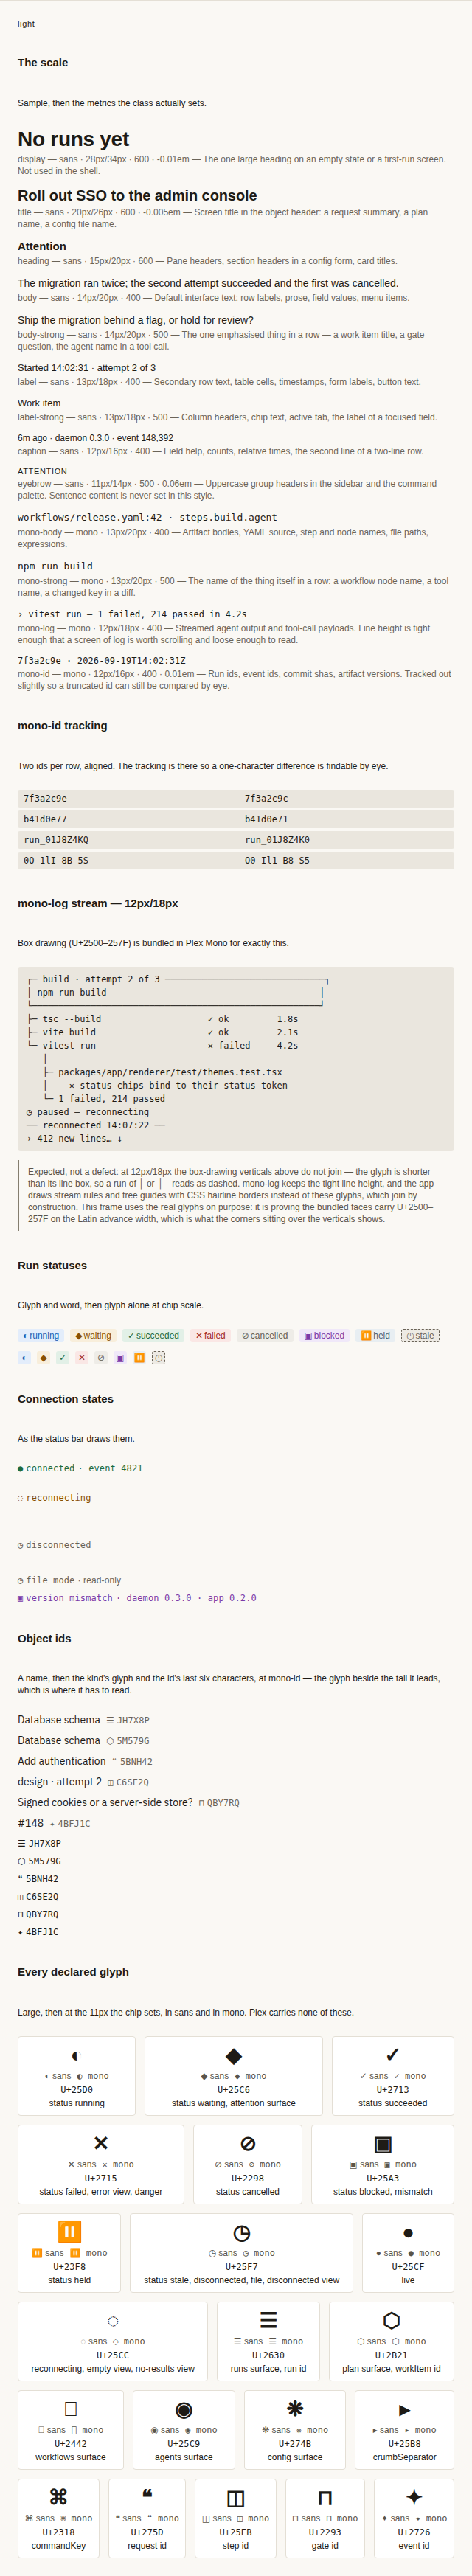 light
The scale
Sample, then the metrics the class actually sets.
No runs yet
display — sans · 28px/34px · 600 · -0.01em — The one large heading on an empty state or a first-run screen.
Not used in the shell.
Roll out SSO to the admin console
title — sans · 20px/26px · 600 · -0.005em — Screen title in the object header: a request summary, a plan
name, a config file name.
Attention
heading — sans · 15px/20px · 600 — Pane headers, section headers in a config form, card titles.
The migration ran twice; the second attempt succeeded and the first was cancelled.
body — sans · 14px/20px · 400 — Default interface text: row labels, prose, field values, menu items.
Ship the migration behind a flag, or hold for review?
body-strong — sans · 14px/20px · 500 — The one emphasised thing in a row — a work item title, a gate
question, the agent name in a tool call.
Started 14:02:31 · attempt 2 of 3
label — sans · 13px/18px · 400 — Secondary row text, table cells, timestamps, form labels, button text.
Work item
label-strong — sans · 13px/18px · 500 — Column headers, chip text, active tab, the label of a focused field.
6m ago · daemon 0.3.0 · event 148,392
caption — sans · 12px/16px · 400 — Field help, counts, relative times, the second line of a two-line row.
ATTENTION
eyebrow — sans · 11px/14px · 500 · 0.06em — Uppercase group headers in the sidebar and the command
palette. Sentence content is never set in this style.
workflows/release.yaml:42 · steps.build.agent
mono-body — mono · 13px/20px · 400 — Artifact bodies, YAML source, step and node names, file paths,
expressions.
npm run build
mono-strong — mono · 13px/20px · 500 — The name of the thing itself in a row: a workflow node name, a tool
name, a changed key in a diff.
› vitest run — 1 failed, 214 passed in 4.2s
mono-log — mono · 12px/18px · 400 — Streamed agent output and tool-call payloads. Line height is tight
enough that a screen of log is worth scrolling and loose enough to read.
7f3a2c9e · 2026-09-19T14:02:31Z
mono-id — mono · 12px/16px · 400 · 0.01em — Run ids, event ids, commit shas, artifact versions. Tracked out
slightly so a truncated id can still be compared by eye.
mono-id tracking
Two ids per row, aligned. The tracking is there so a one-character difference is findable by eye.
7f3a2c9e 7f3a2c9c
b41d0e77 b41d0e71
run_01J8Z4KQ run_01J8Z4K0
0O 1lI 8B 5S O0 Il1 B8 S5
mono-log stream — 12px/18px
Box drawing (U+2500–257F) is bundled in Plex Mono for exactly this.
┌─ build · attempt 2 of 3 ──────────────────────────────┐
│ npm run build │
└───────────────────────────────────────────────────────┘
├─ tsc --build ✓ ok 1.8s
├─ vite build ✓ ok 2.1s
└─ vitest run ✕ failed 4.2s
│
├─ packages/app/renderer/test/themes.test.tsx
│ ✕ status chips bind to their status token
└─ 1 failed, 214 passed
◷ paused — reconnecting
── reconnected 14:07:22 ──
› 412 new lines… ↓
Expected, not a defect: at 12px/18px the box-drawing verticals above do not join — the glyph is shorter
than its line box, so a run of │ or ├─ reads as dashed. mono-log keeps the tight line height, and the app
draws stream rules and tree guides with CSS hairline borders instead of these glyphs, which join by
construction. This frame uses the real glyphs on purpose: it is proving the bundled face carry U+2500–
257F on the Latin advance width, which is what the corners sitting over the verticals shows.
Run statuses
Glyph and word, then glyph alone at chip scale.
◐ running ◆ waiting ✓ succeeded ✕ failed ⊘ cancelled ▣ blocked ⏸ held ◷ stale
◐ ◆ ✓ ✕ ⊘ ▣ ⏸ ◷
Connection states
As the status bar draws them.
● connected · event 4821
◌ reconnecting
◷ disconnected
◷ file mode · read-only
▣ version mismatch · daemon 0.3.0 · app 0.2.0
Object ids
A name, then the kind's glyph and the id's last six characters, at mono-id — the glyph beside the tail it leads,
which is where it has to read.
Database schema ☰ JH7X8P
Database schema ⬡ 5M579G
Add authentication ❝ 5BNH42
design · attempt 2 ◫ C6SE2Q
Signed cookies or a server-side store? ⊓ QBY7RQ
#148 ✦ 4BFJ1C
☰ JH7X8P
⬡ 5M579G
❝ 5BNH42
◫ C6SE2Q
⊓ QBY7RQ
✦ 4BFJ1C
Every declared glyph
Large, then at the 11px the chip sets, in sans and in mono. Plex carries none of these.
◐ ◆ ✓
◐ sans ◐ mono ◆ sans ◆ mono ✓ sans ✓ mono
U+25D0 U+25C6 U+2713
status running status waiting, attention surface status succeeded
✕ ⊘ ▣
✕ sans ✕ mono ⊘ sans ⊘ mono ▣ sans ▣ mono
U+2715 U+2298 U+25A3
status failed, error view, danger status cancelled status blocked, mismatch
⏸ ◷ ●
⏸ sans ⏸ mono ◷ sans ◷ mono ● sans ● mono
U+23F8 U+25F7 U+25CF
status held status stale, disconnected, file, disconnected view live
◌ ☰ ⬡
◌ sans ◌ mono ☰ sans ☰ mono ⬡ sans ⬡ mono
U+25CC U+2630 U+2B21
reconnecting, empty view, no-results view runs surface, run id plan surface, workItem id
⑂ ◉ ❋ ▸
⑂ sans ⑂ mono ◉ sans ◉ mono ❋ sans ❋ mono ▸ sans ▸ mono
U+2442 U+25C9 U+274B U+25B8
workflows surface agents surface config surface crumbSeparator
⌘ ❝ ◫ ⊓ ✦
⌘ sans ⌘ mono ❝ sans ❝ mono ◫ sans ◫ mono ⊓ sans ⊓ mono ✦ sans ✦ mono
U+2318 U+275D U+25EB U+2293 U+2726
commandKey request id step id gate id event id